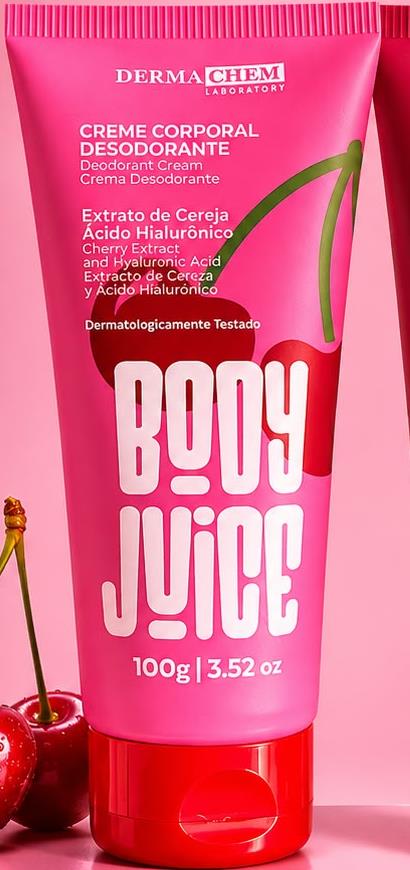 DERMACHEM
LABORATORY
CREME CORPORAL
DESODORANTE
Deodorant Cream
Crema Desodorante
Extrato de Cereja
Ácido Hialurônico
Cherry Extract
and Hyaluronic Acid
Extracto de Cereza
y Ácido Hialurónico
Dermatologicamente Testado
BODY
JUiCE
100g | 3.52 oz